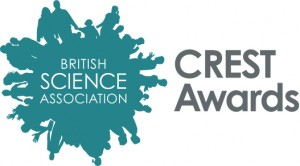 BRITISH
SCIENCE
ASSOCIATION
CREST
Awards